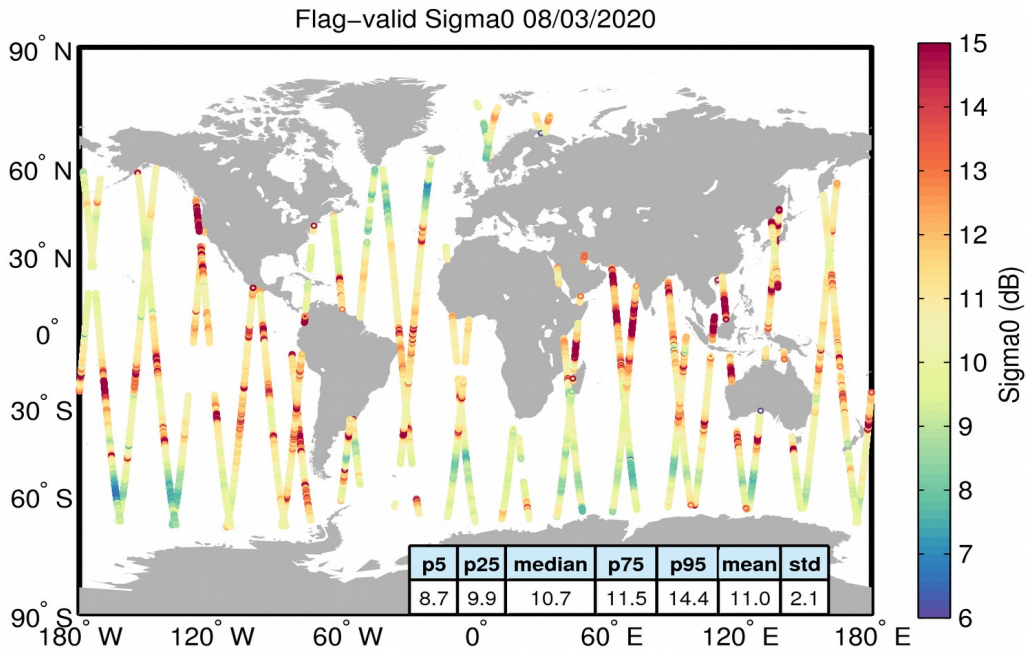 Flag-valid Sigma0 08/03/2020
90° N
60° N
30° N
0°
30° S
60° S
90° S
180° W
120° W
60° W
0°
60° E
120° E
180° E
p5 p25 median p75 p95 mean std
8.7 9.9 10.7 11.5 14.4 11.0 2.1
15
14
13
12
11
10
9
8
7
6
Sigma0 (dB)